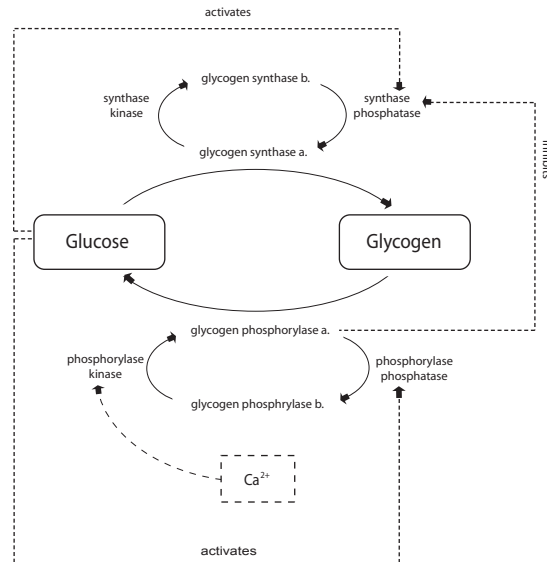 activates
glycogen synthase b.
synthase
kinase
synthase
phosphatase
glycogen synthase a.
inhibits
Glucose
Glycogen
glycogen phosphorylase a.
phosphorylase
kinase
phosphorylase
phosphatase
glycogen phosphrylase b.
Ca²⁺
activates